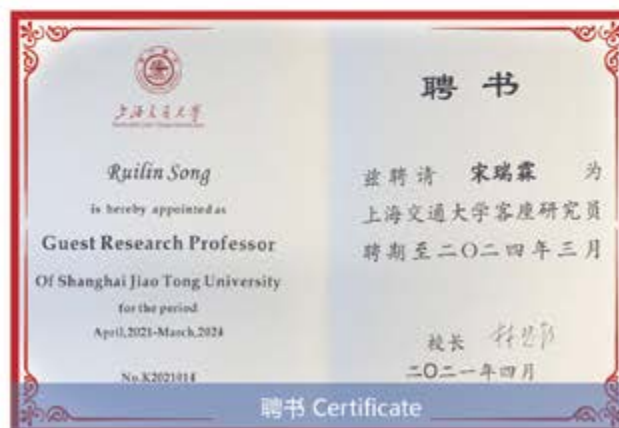 上海交通大学
Ruilin Song
is hereby appointed as
Guest Research Professor
Of Shanghai Jiao Tong University
for the period
April,2021-March,2024
No.K2021014
聘书
兹聘请 宋瑞霖 为
上海交通大学客座研究员
聘期至二〇二四年三月
校长
二〇二一年四月
聘书 Certificate